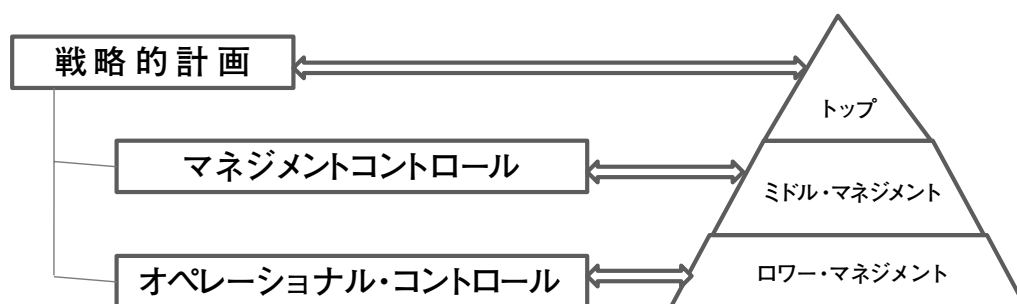 戦略的計画
トップ
マネジメントコントロール
ミドル・マネジメント
オペレーショナル・コントロール
ロワー・マネジメント